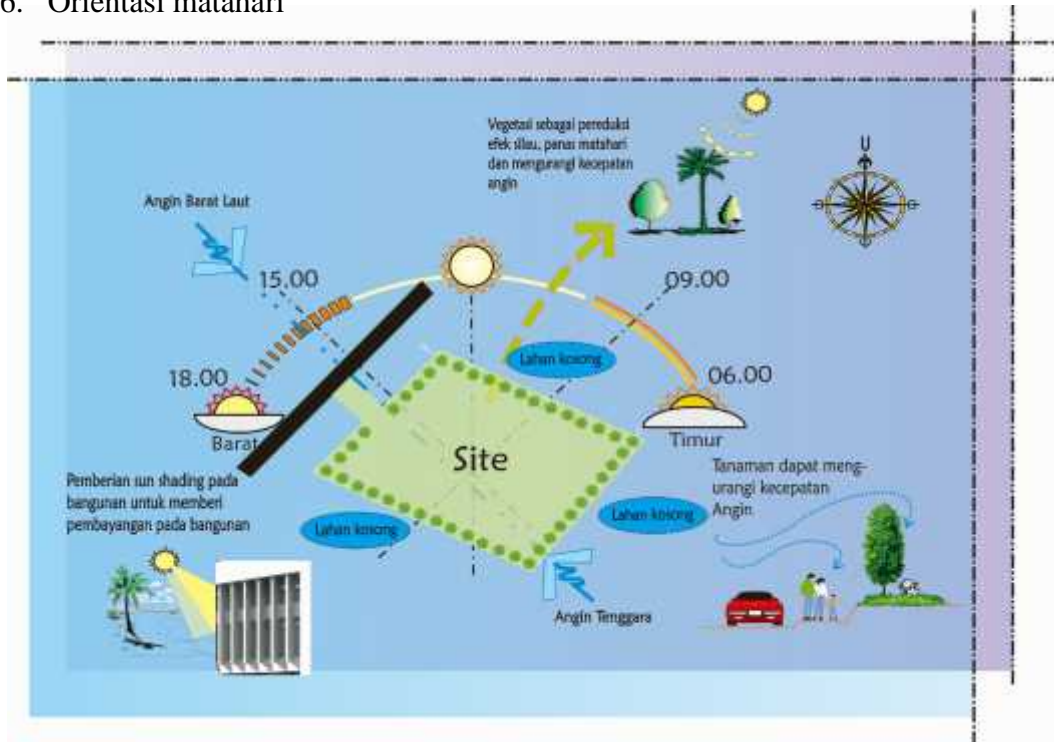 6. Orientasi matahari
Vegetasi sebagai pereduksi
efek silau, panas matahari
dan mengurangi kecepatan
angin
U
Angin Barat Laut
15.00
09.00
Lahan kosong
18.00
06.00
Barat
Timur
Site
Pemberian sun shading pada
bangunan untuk memberi
pembayangan pada bangunan
Tanaman dapat meng-
urangi kecepatan
Angin
Lahan kosong
Lahan kosong
Angin Tenggara